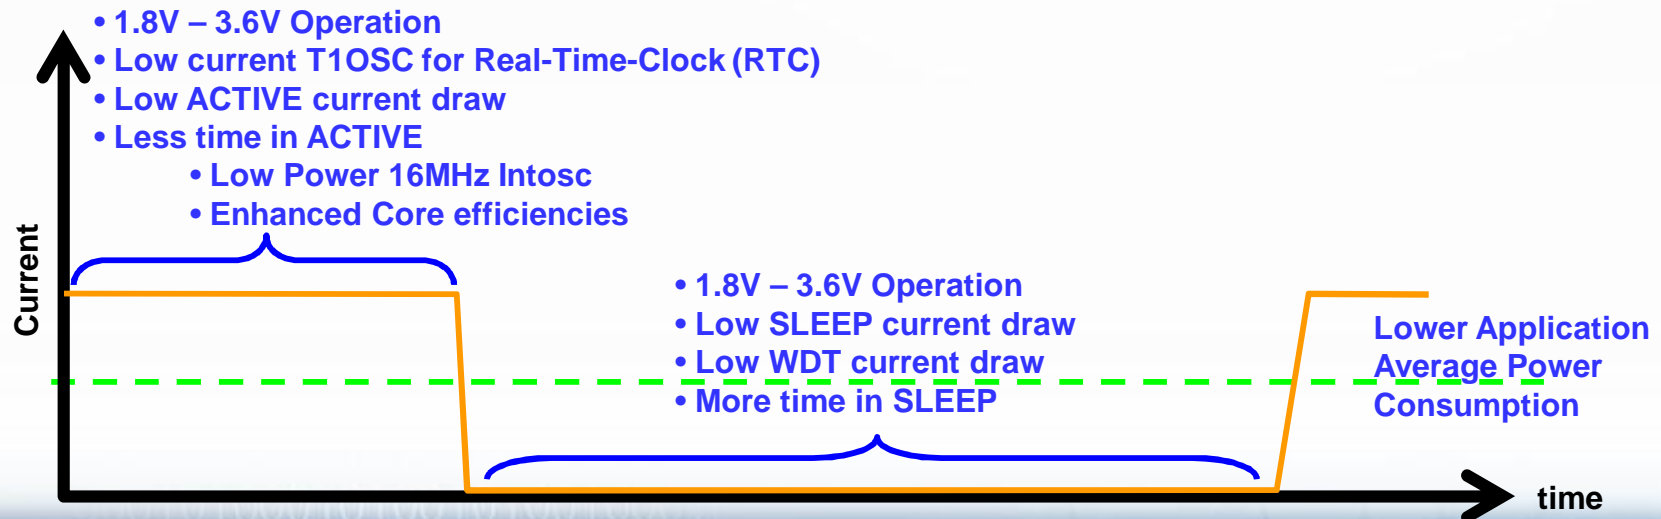 • 1.8V – 3.6V Operation
• Low current T1OSC for Real-Time-Clock (RTC)
• Low ACTIVE current draw
• Less time in ACTIVE
• Low Power 16MHz Intosc
• Enhanced Core efficiencies
Current
• 1.8V – 3.6V Operation
• Low SLEEP current draw
• Low WDT current draw
• More time in SLEEP
Lower Application
Average Power
Consumption
time